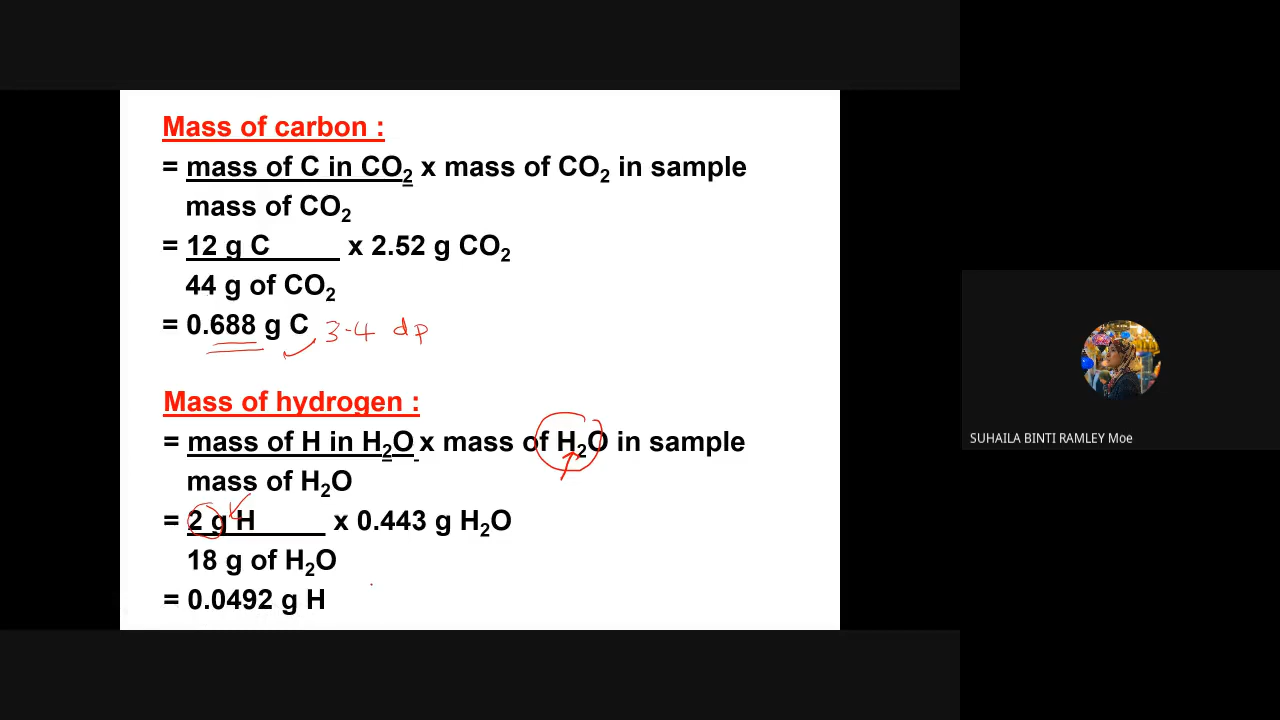 Mass of carbon :
= mass of C in CO₂ x mass of CO₂ in sample
mass of CO₂
= 12 g C x 2.52 g CO₂
44 g of CO₂
= 0.688 g C 3-4 dp
Mass of hydrogen :
= mass of H in H₂O x mass of H₂O in sample
mass of H₂O
= 2 g H x 0.443 g H₂O
18 g of H₂O
= 0.0492 g H
SUHAILA BINTI RAMLEY Moe